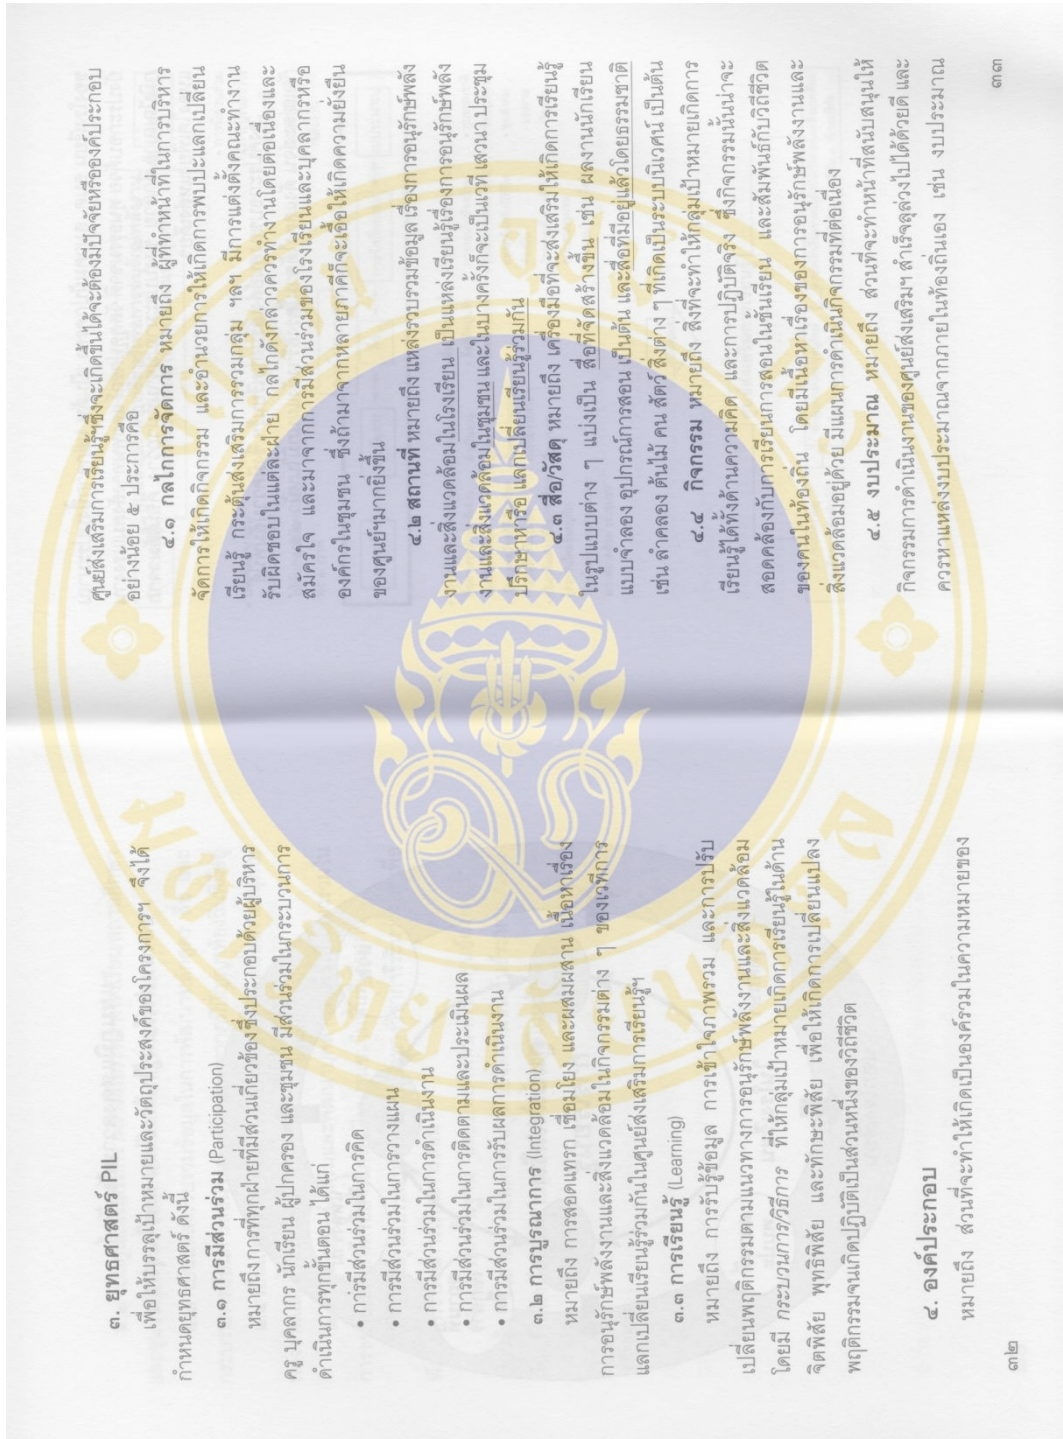 ๓. ยุทธศาสตร์ PIL
เพื่อให้บรรลุเป้าหมายและวัตถุประสงค์ของโครงการฯ จึงได้
กำหนดยุทธศาสตร์ ดังนี้
๓.๑ การมีส่วนร่วม (Participation)
หมายถึง การที่ทุกฝ่ายที่มีส่วนเกี่ยวข้องซึ่งประกอบด้วยผู้บริหาร
ครู บุคลากร นักเรียน ผู้ปกครอง และชุมชน มีส่วนร่วมในกระบวนการ
ดำเนินการทุกขั้นตอน ได้แก่
• การมีส่วนร่วมในการคิด
• การมีส่วนร่วมในการวางแผน
• การมีส่วนร่วมในการดำเนินงาน
• การมีส่วนร่วมในการติดตามและประเมินผล
• การมีส่วนร่วมในการรับผลการดำเนินงาน
๓.๒ การบูรณาการ (Integration)
หมายถึง การสอดแทรก เชื่อมโยง และผสมผสาน เนื้อหาเรื่อง
การอนุรักษ์พลังงานและสิ่งแวดล้อมในกิจกรรมต่าง ๆ ของเวทีการ
แลกเปลี่ยนเรียนรู้ร่วมกันในศูนย์ส่งเสริมการเรียนรู้ฯ
๓.๓ การเรียนรู้ (Learning)
หมายถึง การรับรู้ข้อมูล การเข้าใจภาพรวม และการปรับ
เปลี่ยนพฤติกรรมตามแนวทางการอนุรักษ์พลังงานและสิ่งแวดล้อม
โดยมี กระบวนการวิธีการ ที่ให้กลุ่มเป้าหมายเกิดการเรียนรู้ในด้าน
จิตพิสัย พุทธิพิสัย และทักษะพิสัย เพื่อให้เกิดการเปลี่ยนแปลง
พฤติกรรมจนเกิดปฏิบัติเป็นส่วนหนึ่งของวิถีชีวิต
๔. องค์ประกอบ
หมายถึง ส่วนที่จะทำให้เกิดเป็นองค์รวมในความหมายของ
๓๒
ศูนย์ส่งเสริมการเรียนรู้ฯซึ่งจะเกิดขึ้นได้จะต้องมีปัจจัยหรือองค์ประกอบ
อย่างน้อย ๕ ประการคือ
๔.๑ กลไกการจัดการ หมายถึง ผู้ที่ทำหน้าที่ในการบริหาร
จัดการให้เกิดกิจกรรม และอำนวยการให้เกิดการพบปะแลกเปลี่ยน
เรียนรู้ กระตุ้นส่งเสริมการรวมกลุ่ม ฯลฯ มีการแต่งตั้งคณะทำงาน
รับผิดชอบในแต่ละฝ่าย กลไกดังกล่าวควรทำงานโดยต่อเนื่องและ
สมัครใจ และมาจากการมีส่วนร่วมของโรงเรียนและบุคลากรหรือ
องค์กรในชุมชน ซึ่งถ้ามาจากหลายภาคีก็จะเอื้อให้เกิดความยั่งยืน
ของศูนย์ฯมากยิ่งขึ้น
๔.๒ สถานที่ หมายถึง แหล่งรวบรวมข้อมูล เรื่องการอนุรักษ์พลัง
งานและสิ่งแวดล้อมในโรงเรียน เป็นแหล่งเรียนรู้เรื่องการอนุรักษ์พลัง
งานและสิ่งแวดล้อมในชุมชน และในบางครั้งก็จะเป็นเวที เสวนา ประชุม
ปรึกษาหารือ แลกเปลี่ยนเรียนรู้ร่วมกัน
๔.๓ สื่อ/วัสดุ หมายถึง เครื่องมือที่จะส่งเสริมให้เกิดการเรียนรู้
ในรูปแบบต่าง ๆ แบ่งเป็น สื่อที่จัดสร้างขึ้น เช่น ผลงานนักเรียน
แบบจำลอง อุปกรณ์การสอน เป็นต้น และสื่อที่มีอยู่แล้วโดยธรรมชาติ
เช่น ลำคลอง ต้นไม้ คน สัตว์ สิ่งต่าง ๆ ที่เกิดเป็นระบบนิเวศน์ เป็นต้น
๔.๔ กิจกรรม หมายถึง สิ่งที่จะทำให้กลุ่มเป้าหมายเกิดการ
เรียนรู้ได้ทั้งด้านความคิด และการปฏิบัติจริง ซึ่งกิจกรรมนั้นน่าจะ
สอดคล้องกับการเรียนการสอนในชั้นเรียน และสัมพันธ์กับวิถีชีวิต
ของคนในท้องถิ่น โดยมีเนื้อหาเรื่องของการอนุรักษ์พลังงานและ
สิ่งแวดล้อมอยู่ด้วย มีแผนการดำเนินกิจกรรมที่ต่อเนื่อง
๔.๕ งบประมาณ หมายถึง ส่วนที่จะทำหน้าที่สนับสนุนให้
กิจกรรมการดำเนินงานของศูนย์ส่งเสริมฯ สำเร็จลุล่วงไปได้ด้วยดี และ
ควรหาแหล่งงบประมาณจากภายในท้องถิ่นเอง เช่น งบประมาณ
๓๓
มหาวิทยาลัยมหิดล